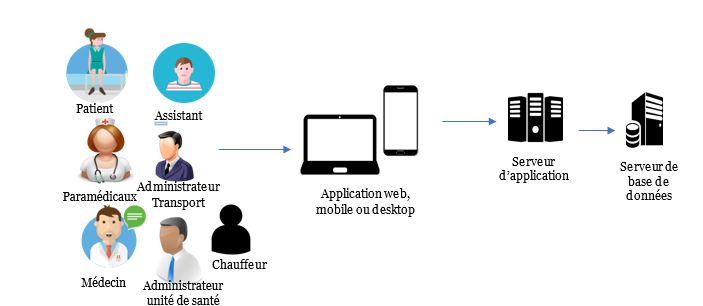 Patient
Assistant
Paramédicaux
Administrateur
Transport
Médecin
Administrateur
unité de santé
Chauffeur
Application web,
mobile ou desktop
Serveur
d’application
Serveur de
base de
données